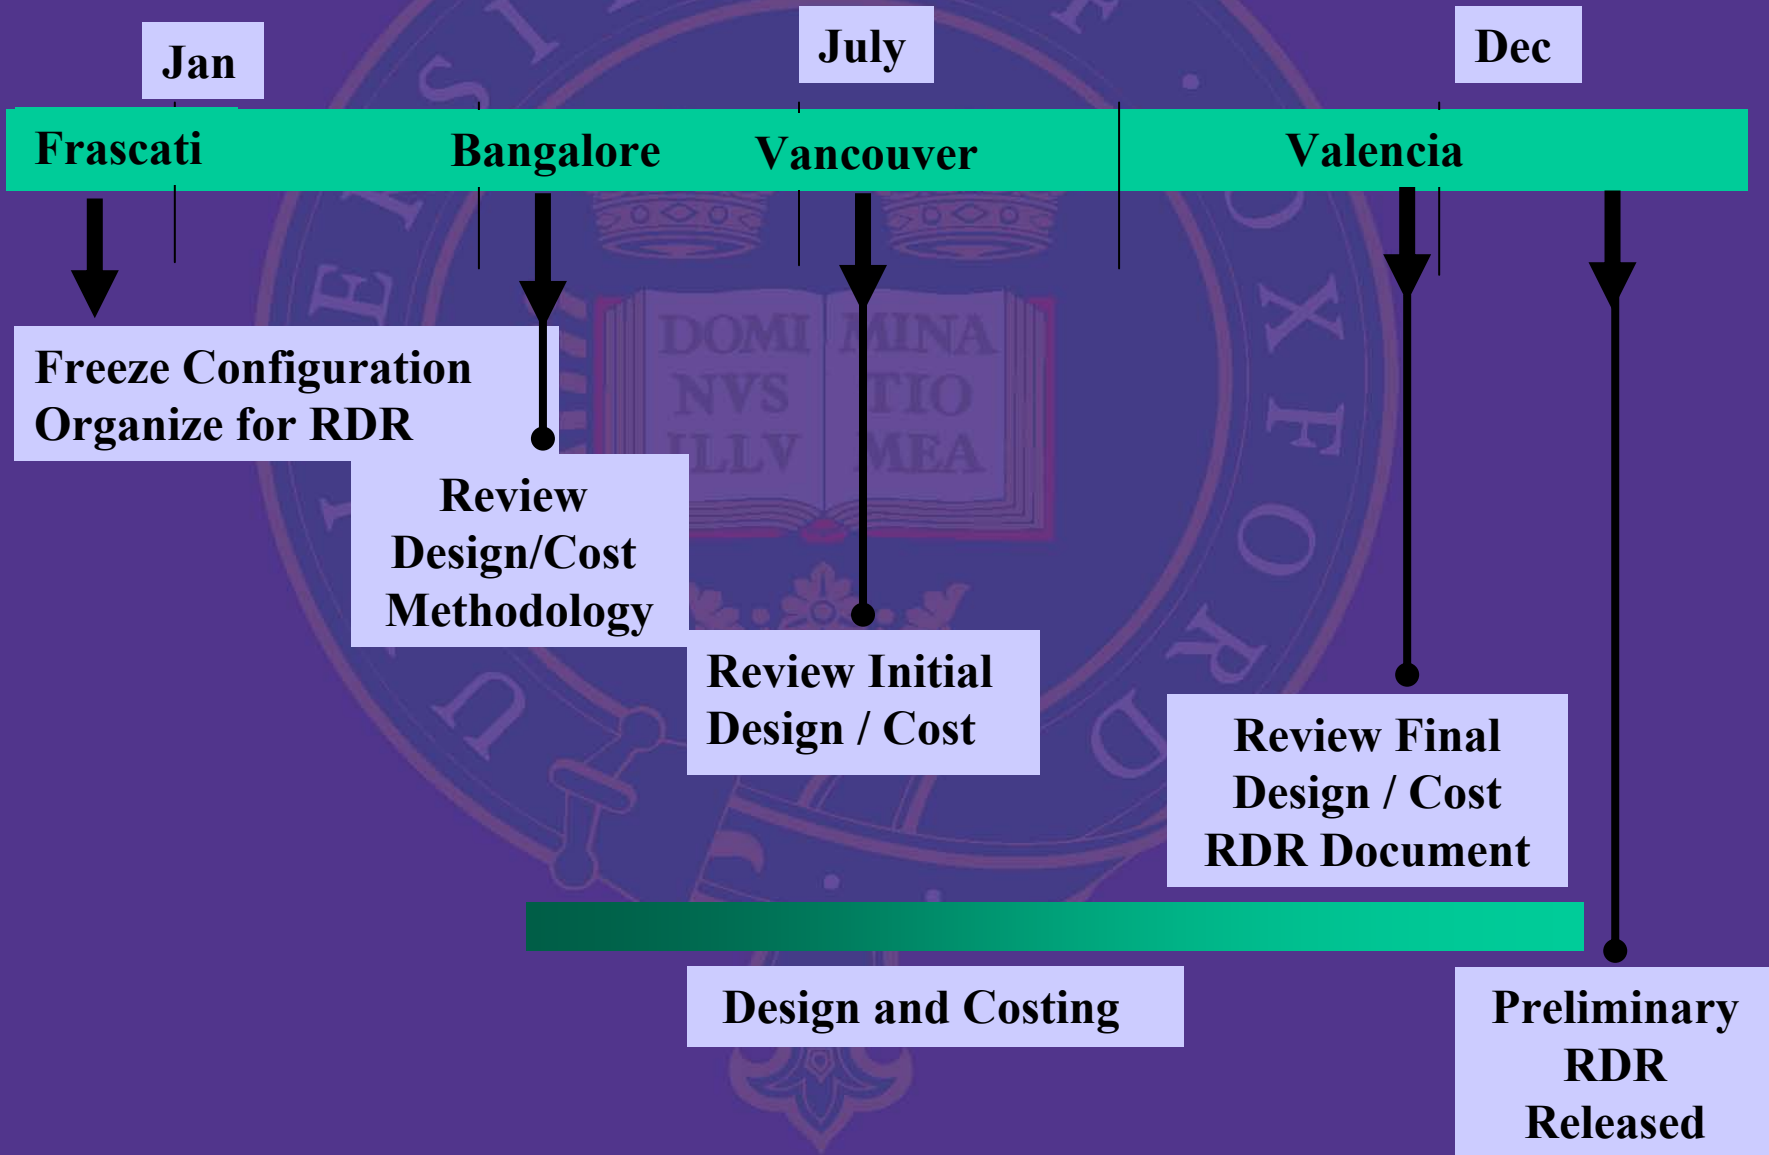 Jan
July
Dec
Frascati
Bangalore
Vancouver
Valencia
Freeze Configuration
Organize for RDR
Review
Design/Cost
Methodology
Review Initial
Design / Cost
Review Final
Design / Cost
RDR Document
Design and Costing
Preliminary
RDR
Released
DOMI MINA
NVS TIO
ILLV MEA
OXFORD